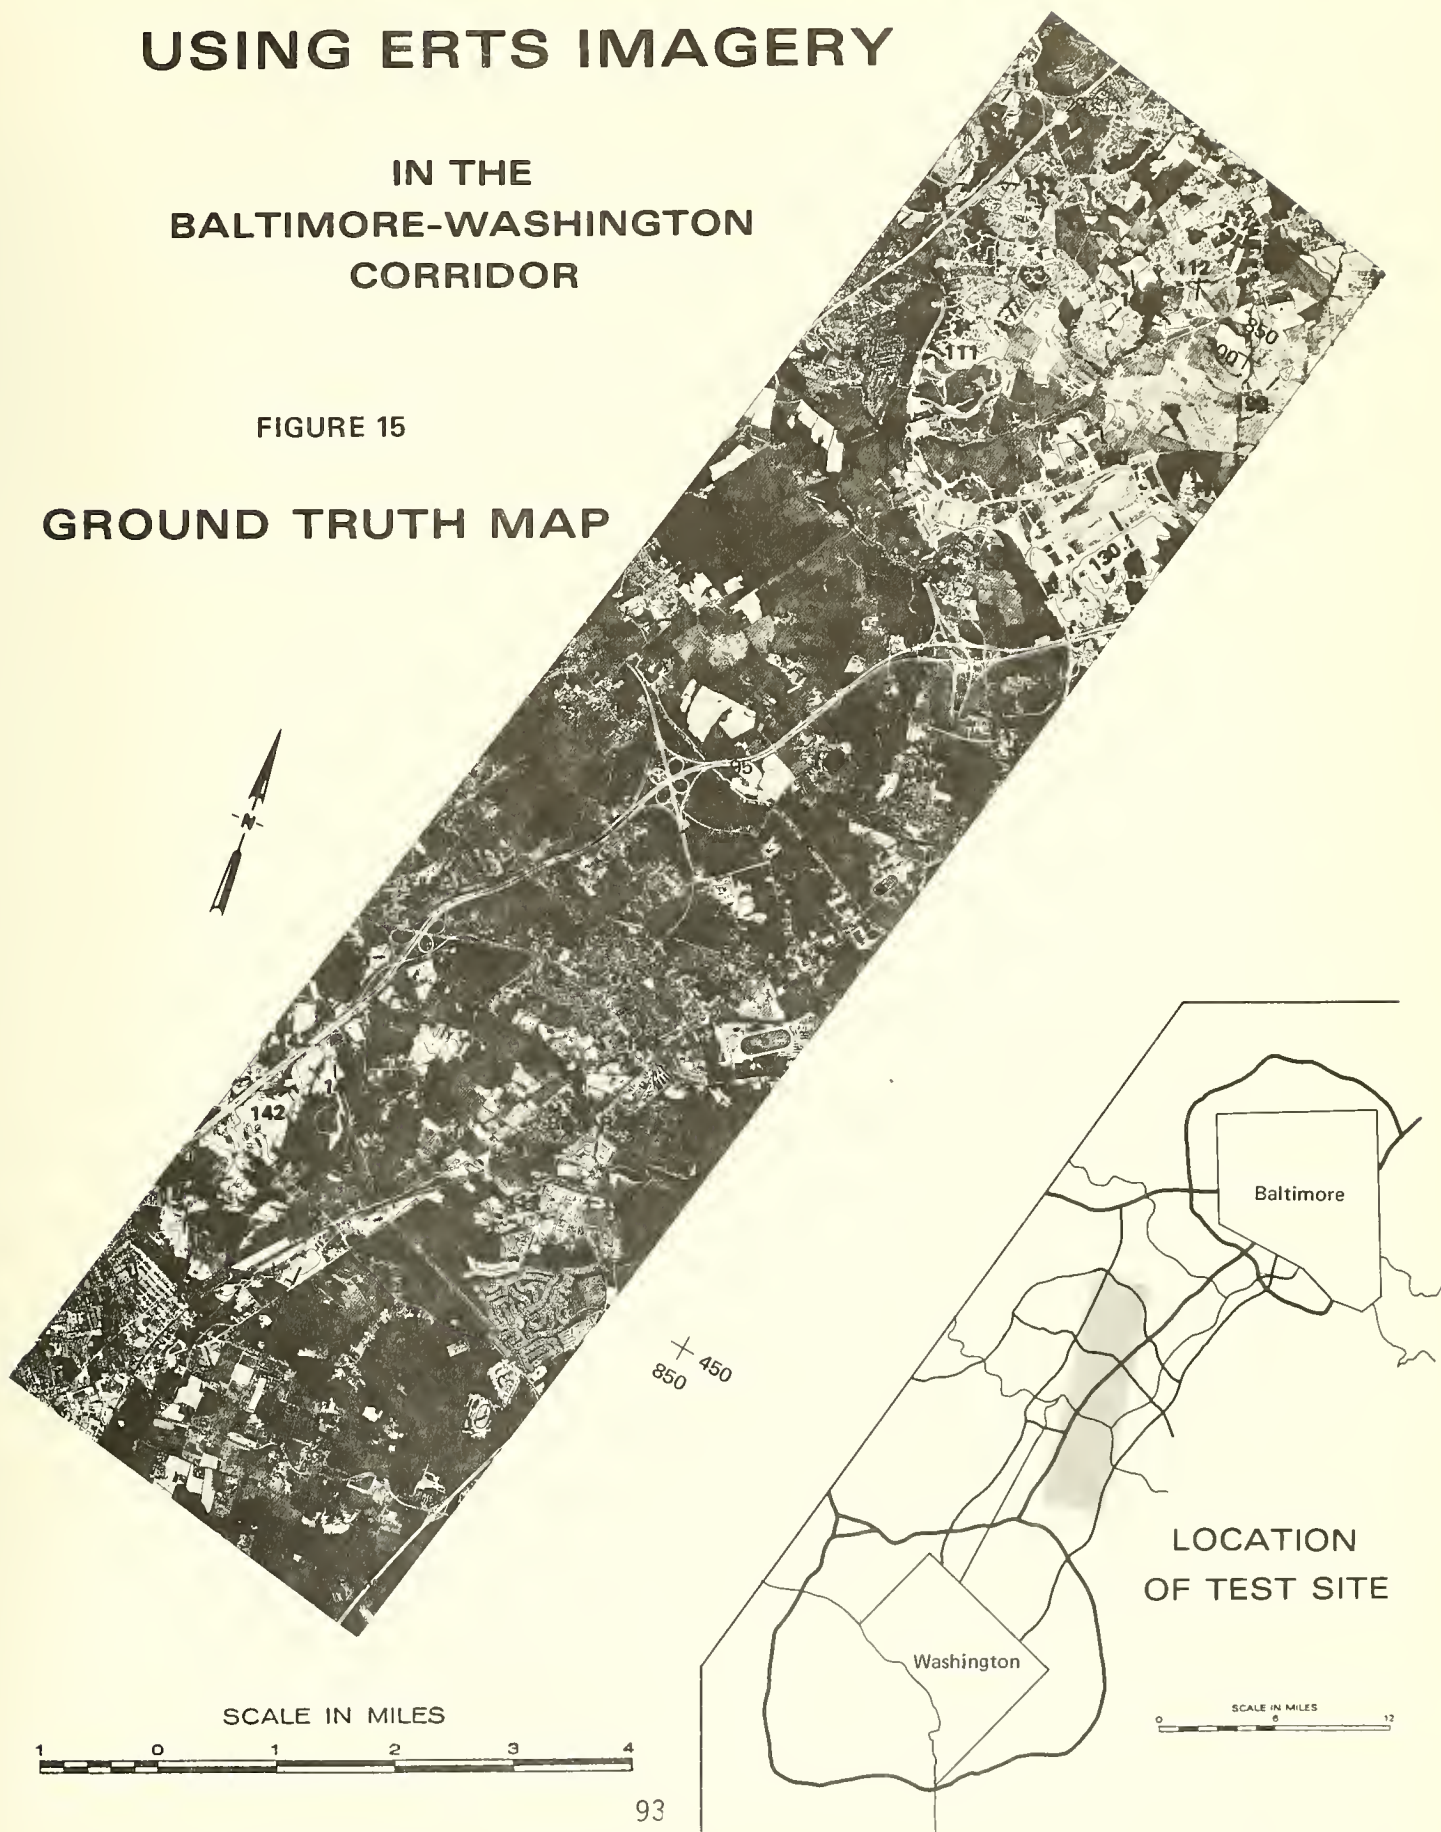 USING ERTS IMAGERY
IN THE
BALTIMORE-WASHINGTON
CORRIDOR
FIGURE 15
GROUND TRUTH MAP
112
850
111
130
95
N
142
1
450
850
Baltimore
Washington
LOCATION
OF TEST SITE
SCALE IN MILES
0 6 12
SCALE IN MILES
1 0 1 2 3 4
93